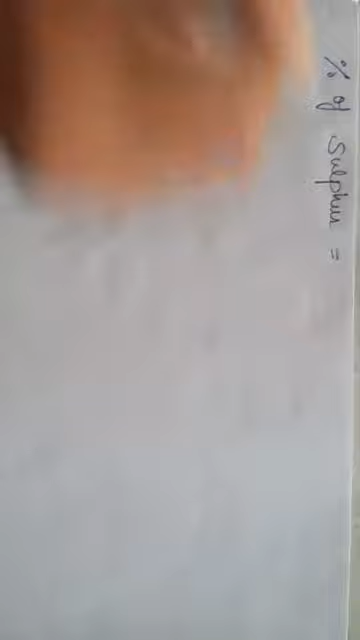 % of Sulphur =